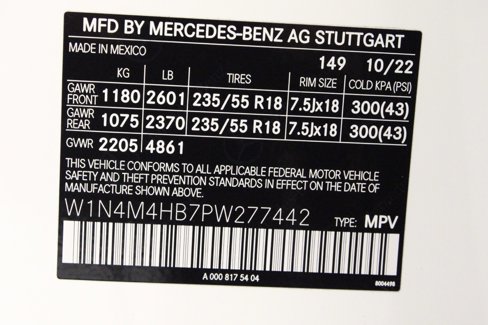 MFD BY MERCEDES-BENZ AG STUTTGART
MADE IN MEXICO 149 10/22
KG LB TIRES RIM SIZE COLD KPA (PSI)
GAWR FRONT 1180 2601 235/55 R18 7.5Jx18 300(43)
GAWR REAR 1075 2370 235/55 R18 7.5Jx18 300(43)
GVWR 2205 4861
THIS VEHICLE CONFORMS TO ALL APPLICABLE FEDERAL MOTOR VEHICLE
SAFETY AND THEFT PREVENTION STANDARDS IN EFFECT ON THE DATE OF
MANUFACTURE SHOWN ABOVE.
W1N4M4HB7PW277442 TYPE: MPV
A 000 817 54 04
8004498